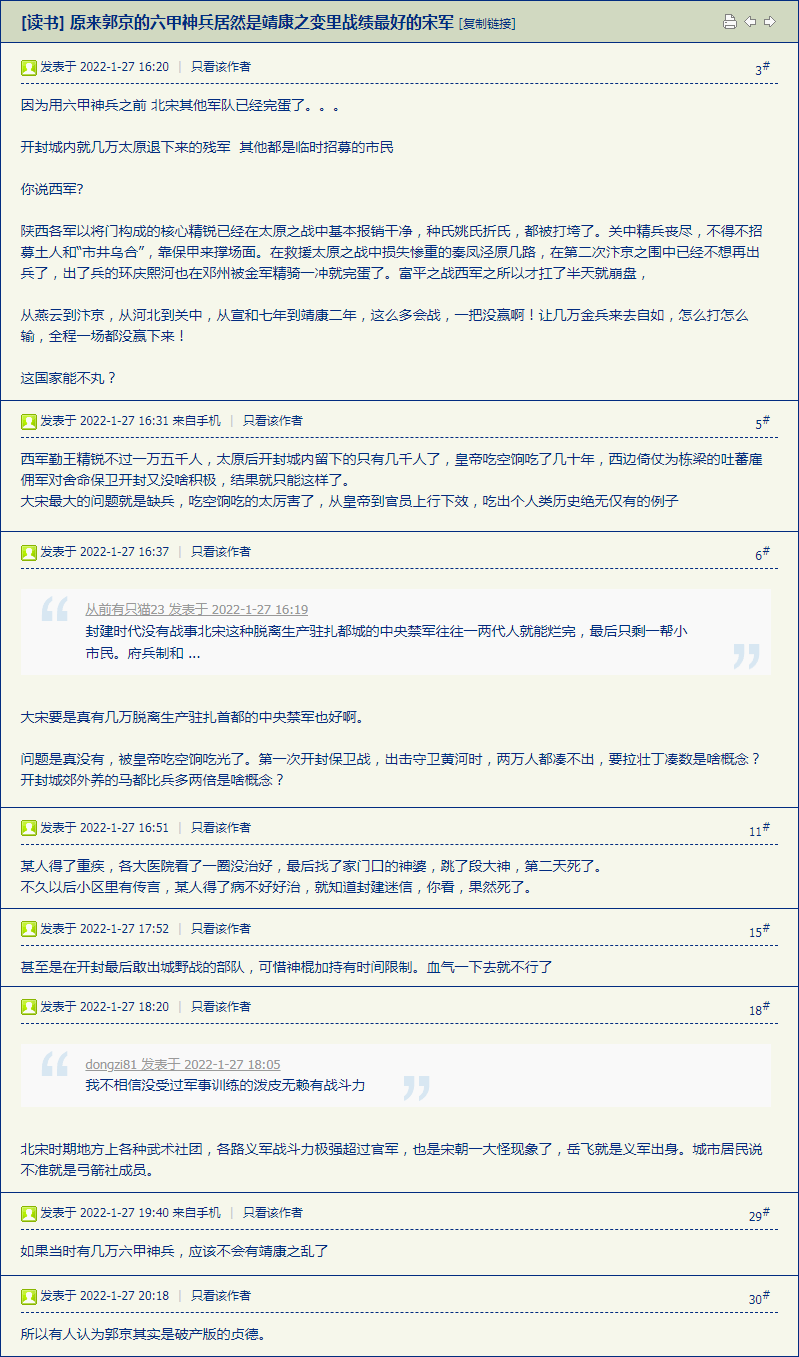 [读书] 原来郭京的六甲神兵居然是靖康之变里战绩最好的宋军 [复制链接]
发表于 2022-1-27 16:20 | 只看该作者 3#
因为用六甲神兵之前 北宋其他军队已经完蛋了。。。
开封城内就几万太原退下来的残军 其他都是临时招募的市民
你说西军?
陕西各军以将门构成的核心精锐已经在太原之战中基本报销干净，种氏姚氏折氏，都被打垮了。关中精兵丧尽，不得不招
募土人和“市井乌合”，靠保甲来撑场面。在救援太原之战中损失惨重的秦凤泾原几路，在第二次汴京之围中已经不想再出
兵了，出了兵的环庆熙河也在邓州被金军精骑一冲就完蛋了。富平之战西军之所以才扛了半天就崩盘，
从燕云到汴京，从河北到关中，从宣和七年到靖康二年，这么多会战，一把没赢啊！让几万金兵来去自如，怎么打怎么
输，全程一场都没赢下来！
这国家能不丸？
发表于 2022-1-27 16:31 来自手机 | 只看该作者 5#
西军勤王精锐不过一万五千人，太原后开封城内留下的只有几千人了，皇帝吃空饷吃了几十年，西边倚仗为栋梁的吐蕃雇
佣军对舍命保卫开封又没啥积极，结果就只能这样了。
大宋最大的问题就是缺兵，吃空饷吃的太厉害了，从皇帝到官员上行下效，吃出个人类历史绝无仅有的例子
发表于 2022-1-27 16:37 | 只看该作者 6#
从前有只猫23 发表于 2022-1-27 16:19
封建时代没有战事北宋这种脱离生产驻扎都城的中央禁军往往一两代人就能烂完，最后只剩一帮小
市民。府兵制和 ...
大宋要是真有几万脱离生产驻扎首都的中央禁军也好啊。
问题是真没有，被皇帝吃空饷吃光了。第一次开封保卫战，出击守卫黄河时，两万人都凑不出，要拉壮丁凑数是啥概念？
开封城郊外养的马都比兵多两倍是啥概念？
发表于 2022-1-27 16:51 | 只看该作者 11#
某人得了重疾，各大医院看了一圈没治好，最后找了家门口的神婆，跳了段大神，第二天死了。
不久以后小区里有传言，某人得了病不好好治，就知道封建迷信，你看，果然死了。
发表于 2022-1-27 17:52 | 只看该作者 15#
甚至是在开封最后敢出城野战的部队，可惜神棍加持有时间限制。血气一下去就不行了
发表于 2022-1-27 18:20 | 只看该作者 18#
dongzi81 发表于 2022-1-27 18:05
我不相信没受过军事训练的泼皮无赖有战斗力
北宋时期地方上各种武术社团，各路义军战斗力极强超过官军，也是宋朝一大怪现象了，岳飞就是义军出身。城市居民说
不准就是弓箭社成员。
发表于 2022-1-27 19:40 来自手机 | 只看该作者 29#
如果当时有几万六甲神兵，应该不会有靖康之乱了
发表于 2022-1-27 20:18 | 只看该作者 30#
所以有人认为郭京其实是破产版的贞德。